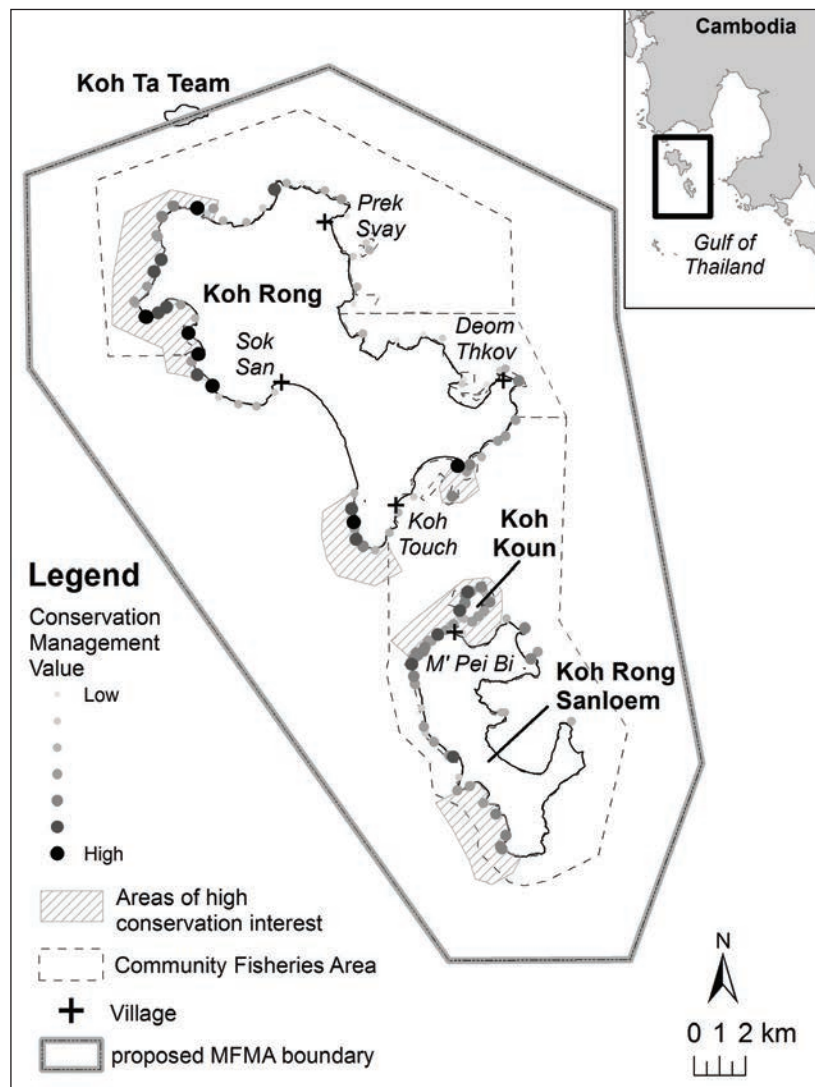 Cambodia
Gulf of
Thailand
Koh Ta Team
Prek
Svay
Koh Rong
Deom
Thkov
Sok
San
Koh
Touch
Koh
Koun
M' Pei Bi
Koh Rong
Sanloem
Legend
Conservation
Management
Value
Low
High
Areas of high
conservation interest
Community Fisheries Area
Village
proposed MFMA boundary
N
0 1 2 km